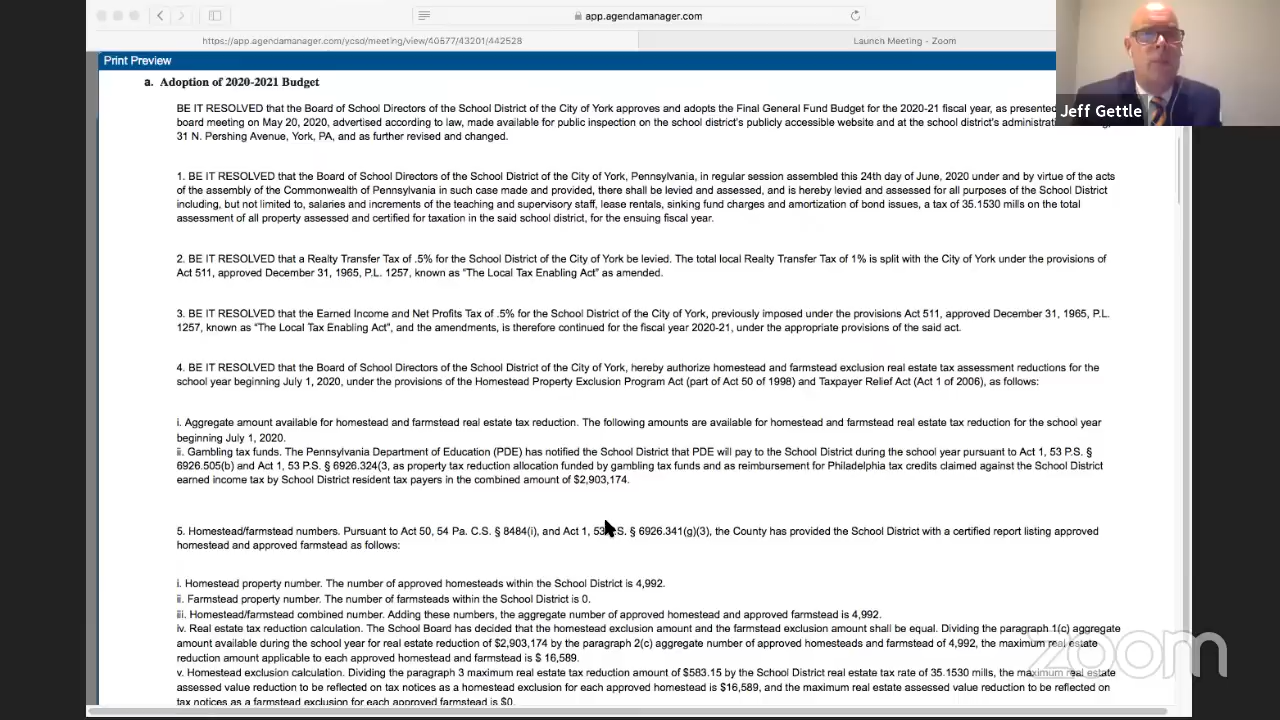 app.agendamanager.com
https://app.agendamanager.com/ycsd/meeting/view/40577/43201/442528
Launch Meeting - Zoom
Print Preview
Jeff Gettle
a. Adoption of 2020-2021 Budget
BE IT RESOLVED that the Board of School Directors of the School District of the City of York approves and adopts the Final General Fund Budget for the 2020-21 fiscal year, as presented
board meeting on May 20, 2020, advertised according to law, made available for public inspection on the school district's publicly accessible website and at the school district's
31 N. Pershing Avenue, York, PA, and as further revised and changed.
1. BE IT RESOLVED that the Board of School Directors of the School District of the City of York, Pennsylvania, in regular session assembled this 24th day of June, 2020 under and by virtue of the acts
of the assembly of the Commonwealth of Pennsylvania in such case made and provided, there shall be levied and assessed, and is hereby levied and assessed for all purposes of the School District
including, but not limited to, salaries and increments of the teaching and supervisory staff, lease rentals, sinking fund charges and amortization of bond issues, a tax of 35.1530 mills on the total
assessment of all property assessed and certified for taxation in the said school district, for the ensuing fiscal year.
2. BE IT RESOLVED that a Realty Transfer Tax of .5% for the School District of the City of York be levied. The total local Realty Transfer Tax of 1% is split with the City of York under the provisions of
Act 511, approved December 31, 1965, P.L. 1257, known as "The Local Tax Enabling Act" as amended.
3. BE IT RESOLVED that the Earned Income and Net Profits Tax of .5% for the School District of the City of York, previously imposed under the provisions Act 511, approved December 31, 1965, P.L.
1257, known as "The Local Tax Enabling Act", and the amendments, is therefore continued for the fiscal year 2020-21, under the appropriate provisions of the said act.
4. BE IT RESOLVED that the Board of School Directors of the School District of the City of York, hereby authorize homestead and farmstead exclusion real estate tax assessment reductions for the
school year beginning July 1, 2020, under the provisions of the Homestead Property Exclusion Program Act (part of Act 50 of 1998) and Taxpayer Relief Act (Act 1 of 2006), as follows:
i. Aggregate amount available for homestead and farmstead real estate tax reduction. The following amounts are available for homestead and farmstead real estate tax reduction for the school year
beginning July 1, 2020.
ii. Gambling tax funds. The Pennsylvania Department of Education (PDE) has notified the School District that PDE will pay to the School District during the school year pursuant to Act 1, 53 P.S. §
6926.505(b) and Act 1, 53 P.S. § 6926.324(3, as property tax reduction allocation funded by gambling tax funds and as reimbursement for Philadelphia tax credits claimed against the School District
earned income tax by School District resident tax payers in the combined amount of $2,903,174.
5. Homestead/farmstead numbers. Pursuant to Act 50, 54 Pa. C.S. § 8484(i), and Act 1, 53 P.S. § 6926.341(g)(3), the County has provided the School District with a certified report listing approved
homestead and approved farmstead as follows:
i. Homestead property number. The number of approved homesteads within the School District is 4,992.
ii. Farmstead property number. The number of farmsteads within the School District is 0.
iii. Homestead/farmstead combined number. Adding these numbers, the aggregate number of approved homestead and approved farmstead is 4,992.
iv. Real estate tax reduction calculation. The School Board has decided that the homestead exclusion amount and the farmstead exclusion amount shall be equal. Dividing the paragraph 1(c) aggregate
amount available during the school year for real estate reduction of $2,903,174 by the paragraph 2(c) aggregate number of approved homesteads and farmstead of 4,992, the maximum real estate
reduction amount applicable to each approved homestead and farmstead is $ 16,589.
v. Homestead exclusion calculation. Dividing the paragraph 3 maximum real estate tax reduction amount of $583.15 by the School District real estate tax rate of 35.1530 mills, the maximum real estate
assessed value reduction to be reflected on tax notices as a homestead exclusion for each approved homestead is $16,589, and the maximum real estate assessed value reduction to be reflected on
tax notices as a farmstead exclusion for each approved farmstead is $0.
zoom